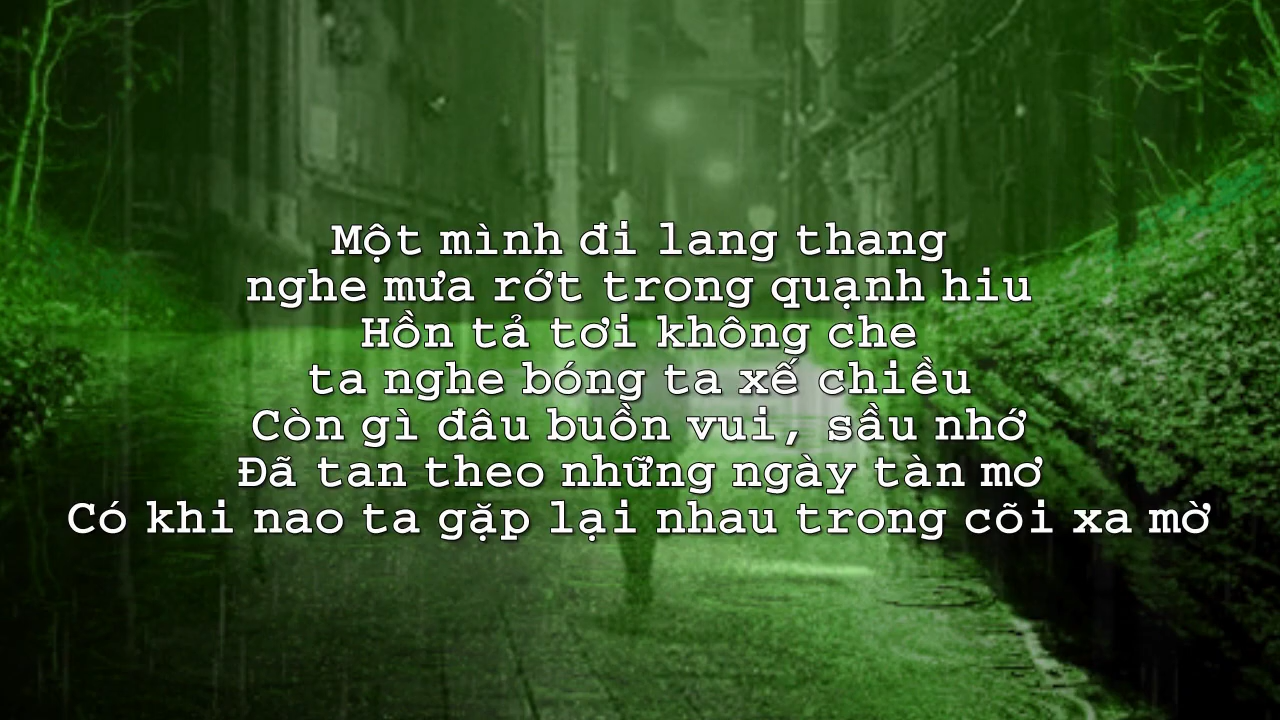 Một mình đi lang thang
nghe mưa rớt trong quạnh hiu
Hồn tả tơi không che
ta nghe bóng ta xế chiều
Còn gì đâu buồn vui, sầu nhớ
Đã tan theo những ngày tàn mơ
Có khi nao ta gặp lại nhau trong cõi xa mờ